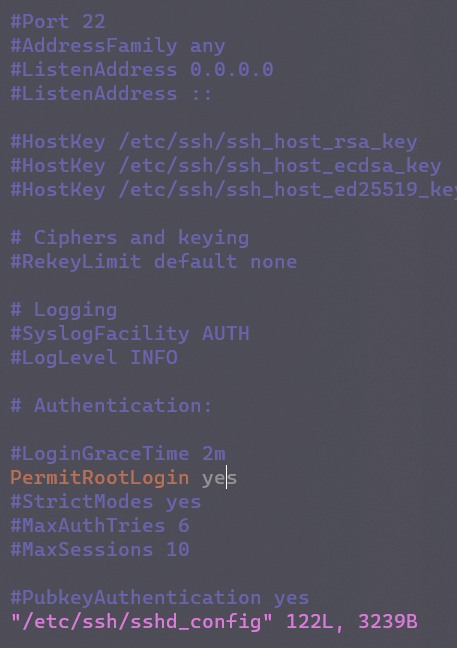 #Port 22
#AddressFamily any
#ListenAddress 0.0.0.0
#ListenAddress ::
#HostKey /etc/ssh/ssh_host_rsa_key
#HostKey /etc/ssh/ssh_host_ecdsa_key
#HostKey /etc/ssh/ssh_host_ed25519_key
# Ciphers and keying
#RekeyLimit default none
# Logging
#SyslogFacility AUTH
#LogLevel INFO
# Authentication:
#LoginGraceTime 2m
PermitRootLogin yes
#StrictModes yes
#MaxAuthTries 6
#MaxSessions 10
#PubkeyAuthentication yes
"/etc/ssh/sshd_config" 122L, 3239B